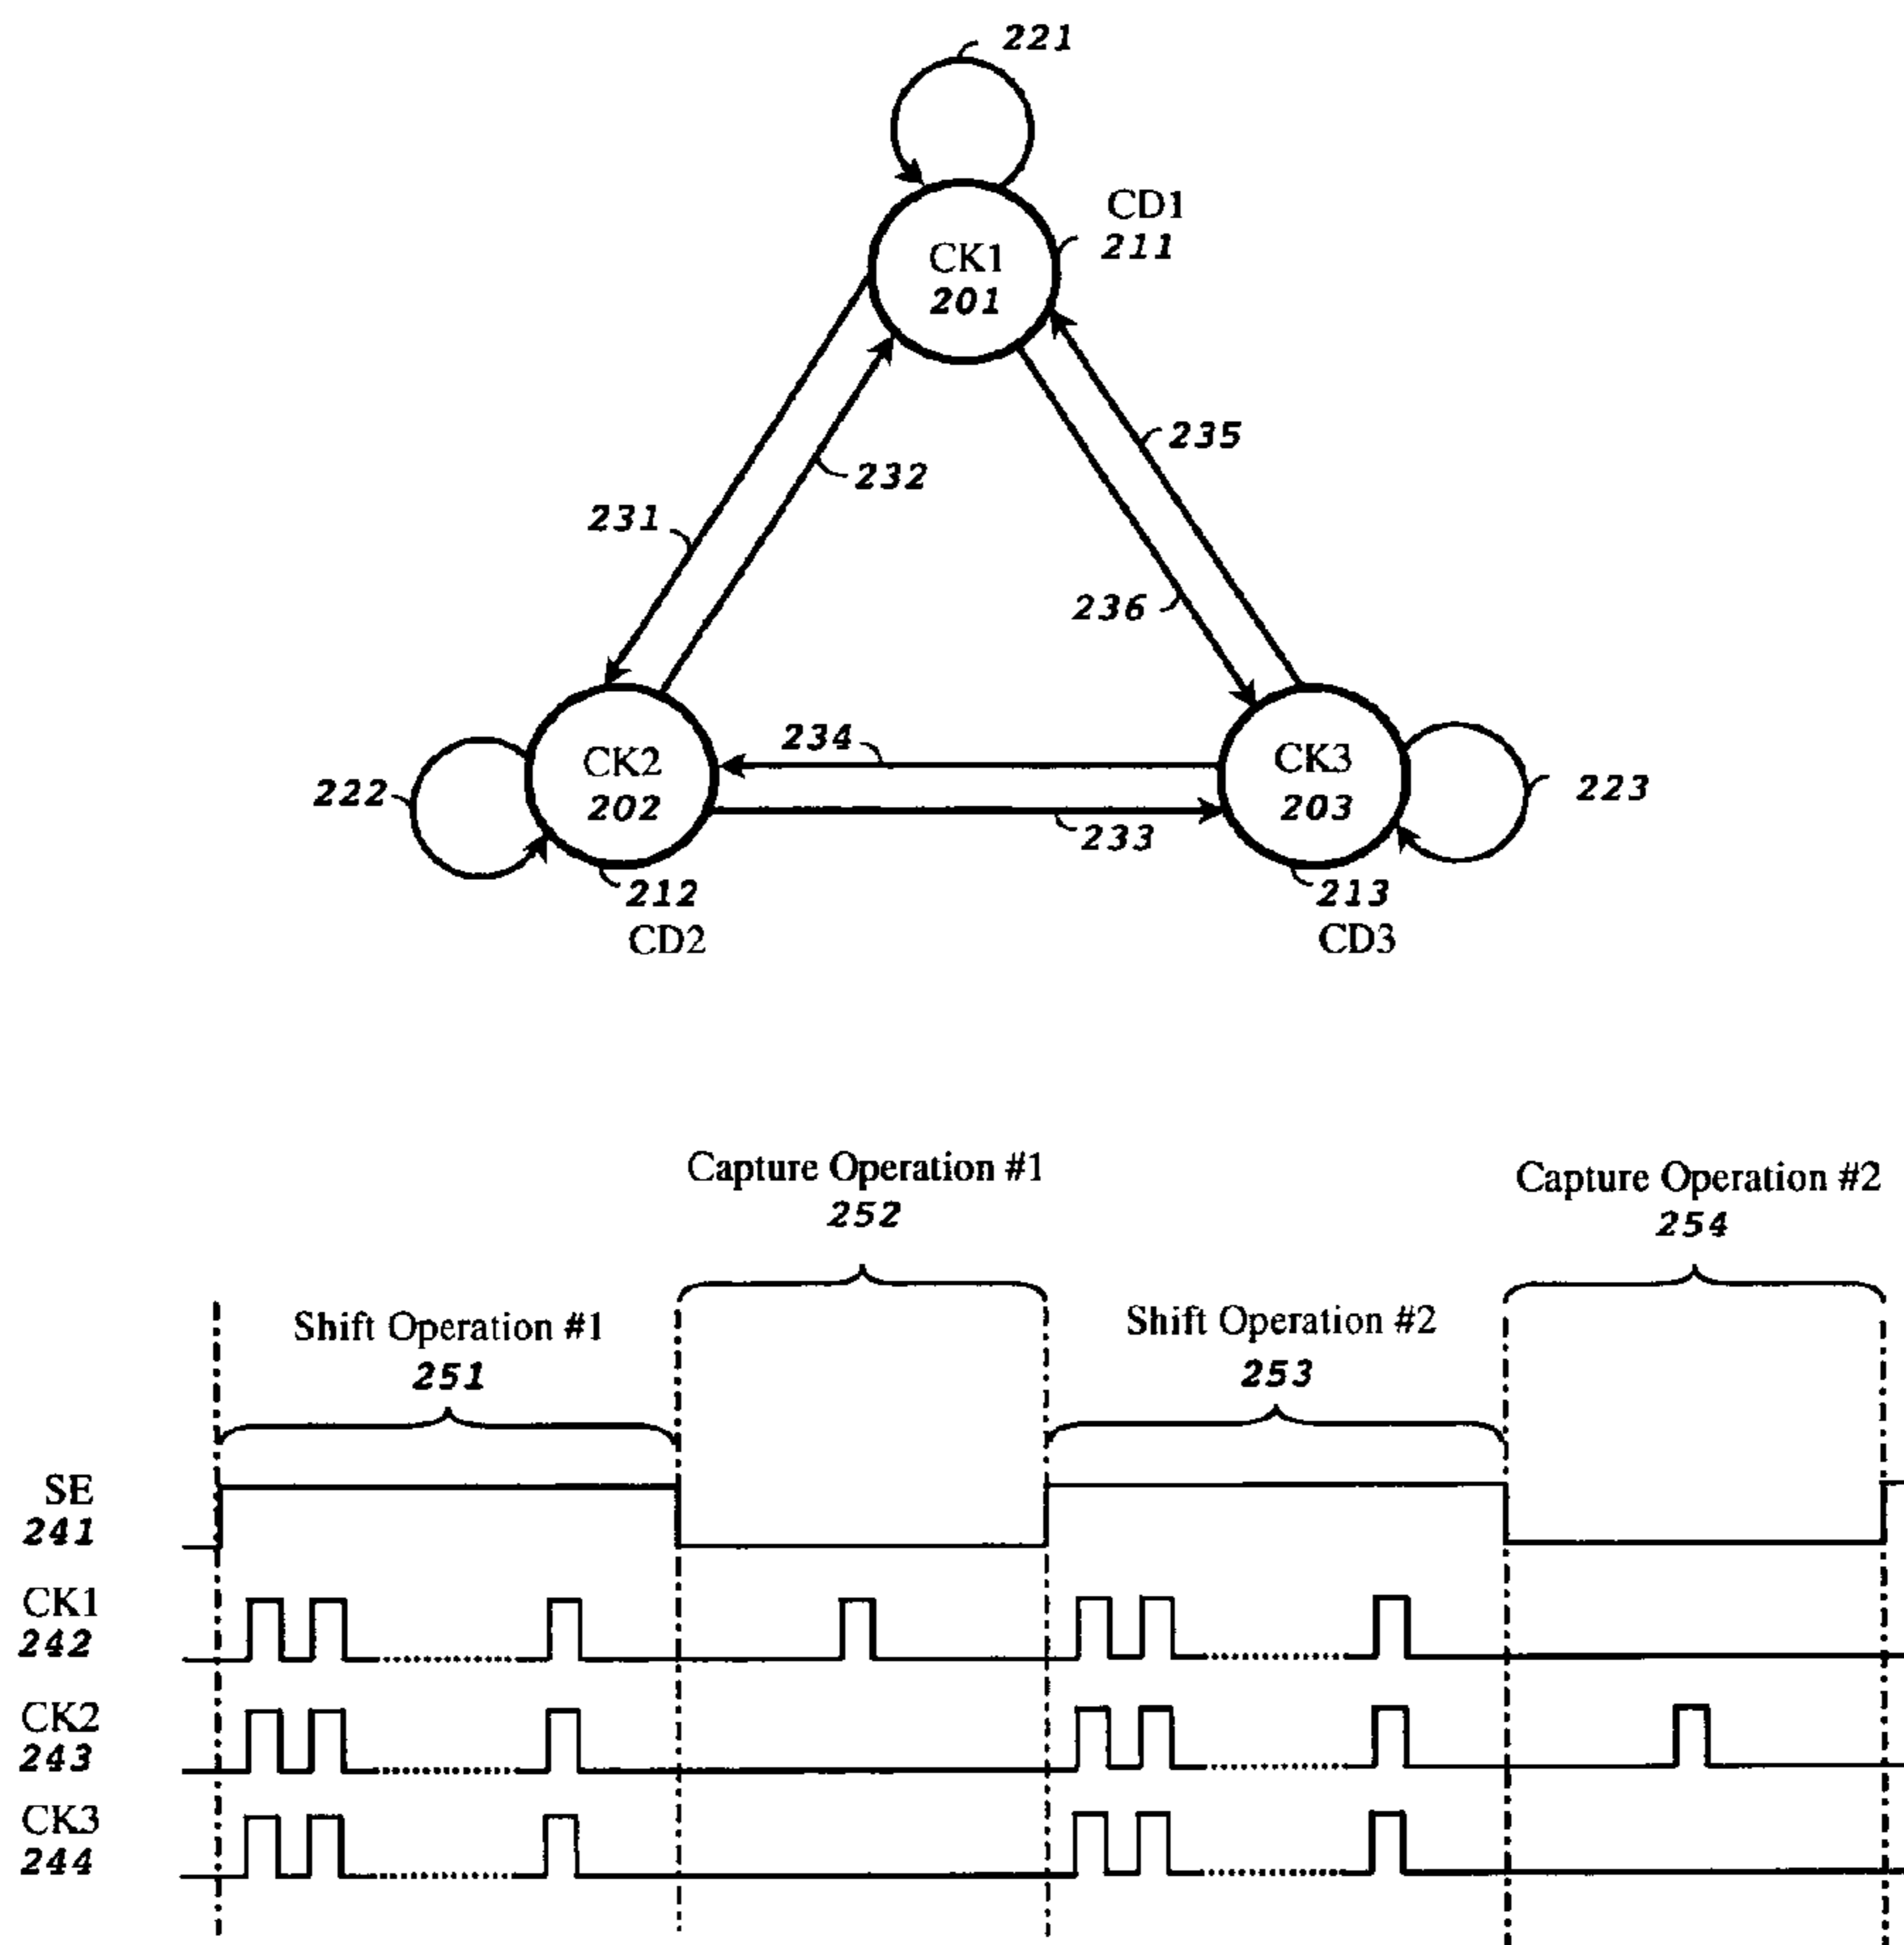 221
CD1
211
CK1
201
235
232
231
236
234
CK2
202
CK3
203
222
223
233
212
CD2
213
CD3
Capture Operation #1
252
Capture Operation #2
254
Shift Operation #1
251
Shift Operation #2
253
SE
241
CK1
242
CK2
243
CK3
244